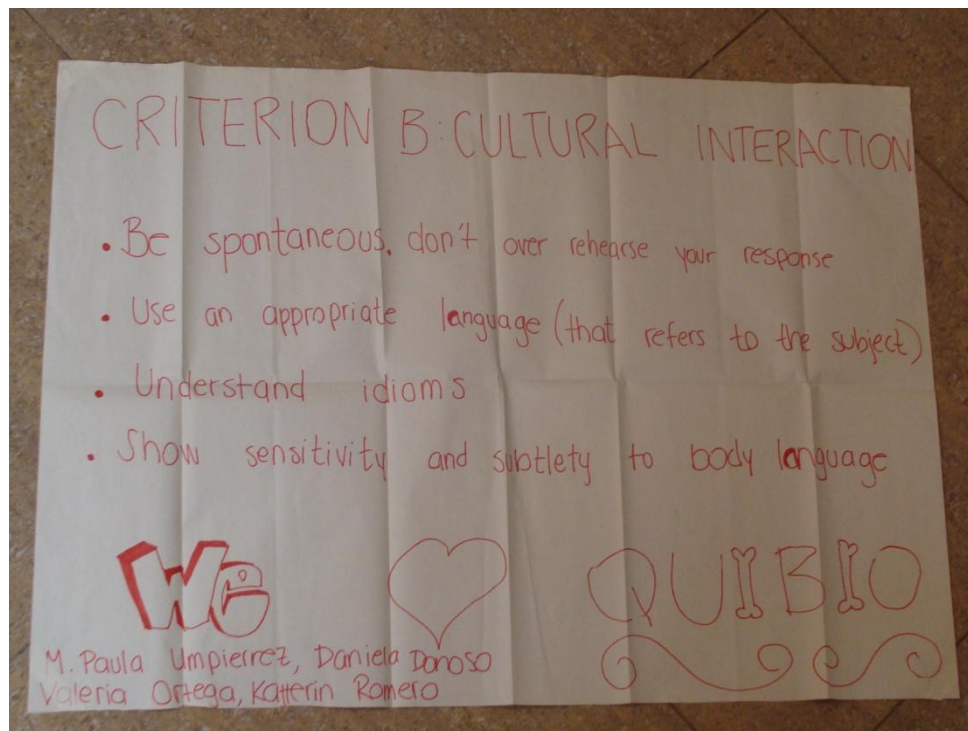 CRITERION B: CULTURAL INTERACTION
• Be spontaneous, don't over rehearse your response
• Use an appropriate language (that refers to the subject)
• Understand idioms
• Show sensitivity and subtlety to body language
We ♡ QUIBIO
M. Paula Umpierrez, Daniela Donoso
Valeria Ortega, Katterin Romero